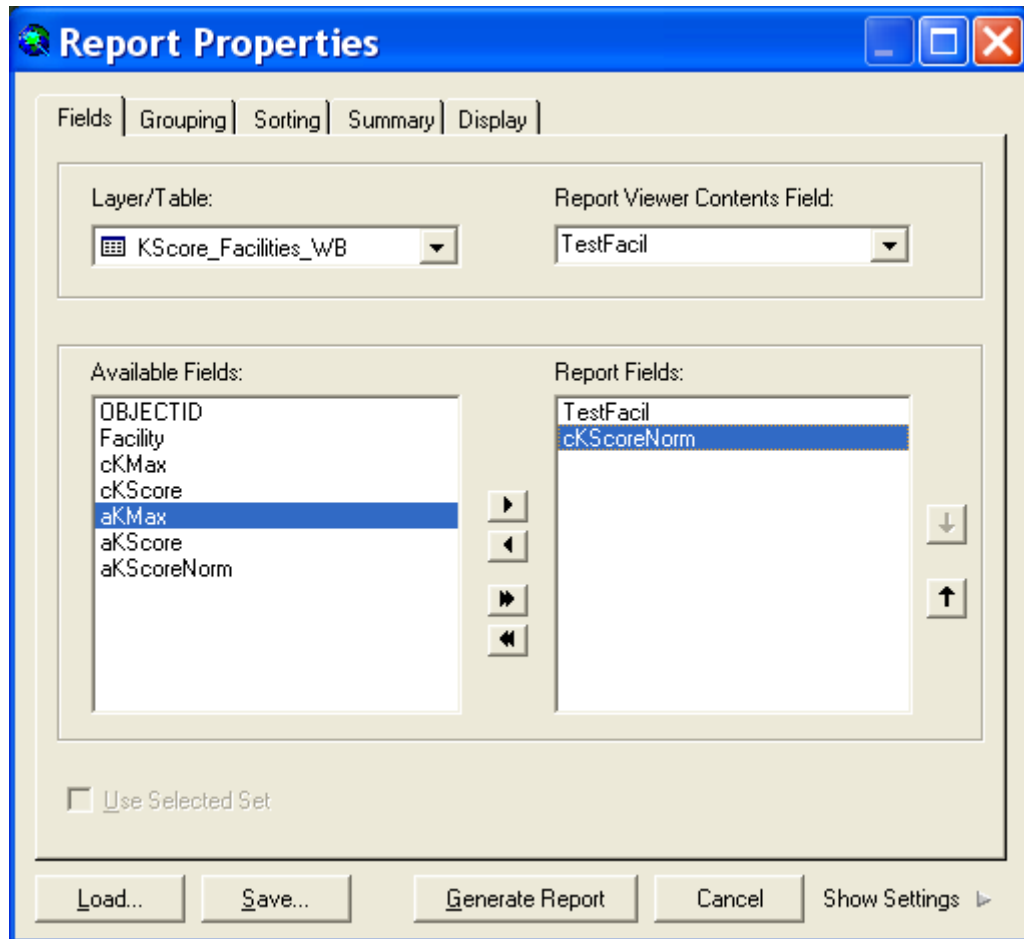 Report Properties
Fields Grouping Sorting Summary Display
Layer/Table:
KScore_Facilities_WB
Report Viewer Contents Field:
TestFacil
Available Fields:
OBJECTID
Facility
cKMax
cKScore
aKMax
aKScore
aKScoreNorm
Report Fields:
TestFacil
cKScoreNorm
Use Selected Set
Load... Save... Generate Report Cancel Show Settings